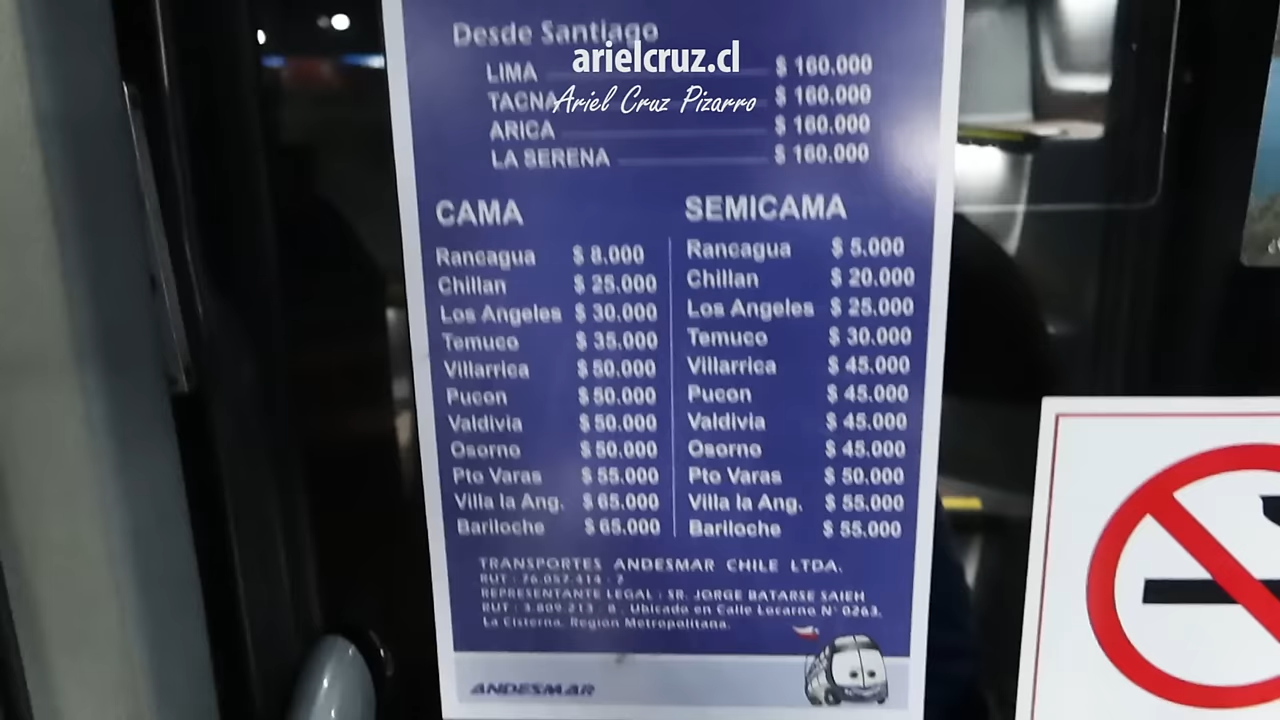 Desde Santiago
arielcruz.cl
LIMA $ 160.000
TACNA $ 160.000
Ariel Cruz Pizarro
ARICA $ 160.000
LA SERENA $ 160.000
CAMA
Rancagua $ 8.000
Chillan $ 25.000
Los Angeles $ 30.000
Temuco $ 35.000
Villarrica $ 50.000
Pucon $ 50.000
Valdivia $ 50.000
Osorno $ 50.000
Pto Varas $ 55.000
Villa la Ang. $ 65.000
Bariloche $ 65.000
SEMICAMA
Rancagua $ 5.000
Chillan $ 20.000
Los Angeles $ 25.000
Temuco $ 30.000
Villarrica $ 45.000
Pucon $ 45.000
Valdivia $ 45.000
Osorno $ 45.000
Pto Varas $ 50.000
Villa la Ang. $ 55.000
Bariloche $ 55.000
TRANSPORTES ANDESMAR CHILE LTDA.
RUT : 76.057.414 - 7
REPRESENTANTE LEGAL : SR. JORGE BATARSE SAIEH
RUT : 3.809.213 - 8. Ubicado en Calle Locarno N° 0263.
La Cisterna, Región Metropolitana.
ANDESMAR